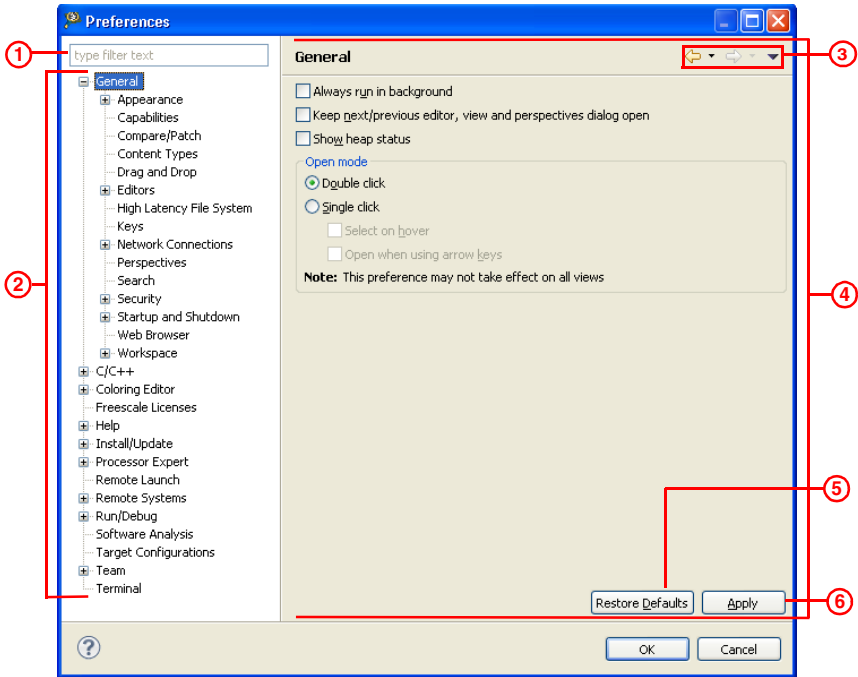 Preferences
1
type filter text
General
3
General
Appearance
Capabilities
Compare/Patch
Content Types
Drag and Drop
Editors
High Latency File System
Keys
Network Connections
Perspectives
Search
Security
Startup and Shutdown
Web Browser
Workspace
C/C++
Coloring Editor
Freescale Licenses
Help
Install/Update
Processor Expert
Remote Launch
Remote Systems
Run/Debug
Software Analysis
Target Configurations
Team
Terminal
2
Always run in background
Keep next/previous editor, view and perspectives dialog open
Show heap status
Open mode
Double click
Single click
Select on hover
Open when using arrow keys
Note: This preference may not take effect on all views
4
5
Restore Defaults
Apply
6
?
OK
Cancel